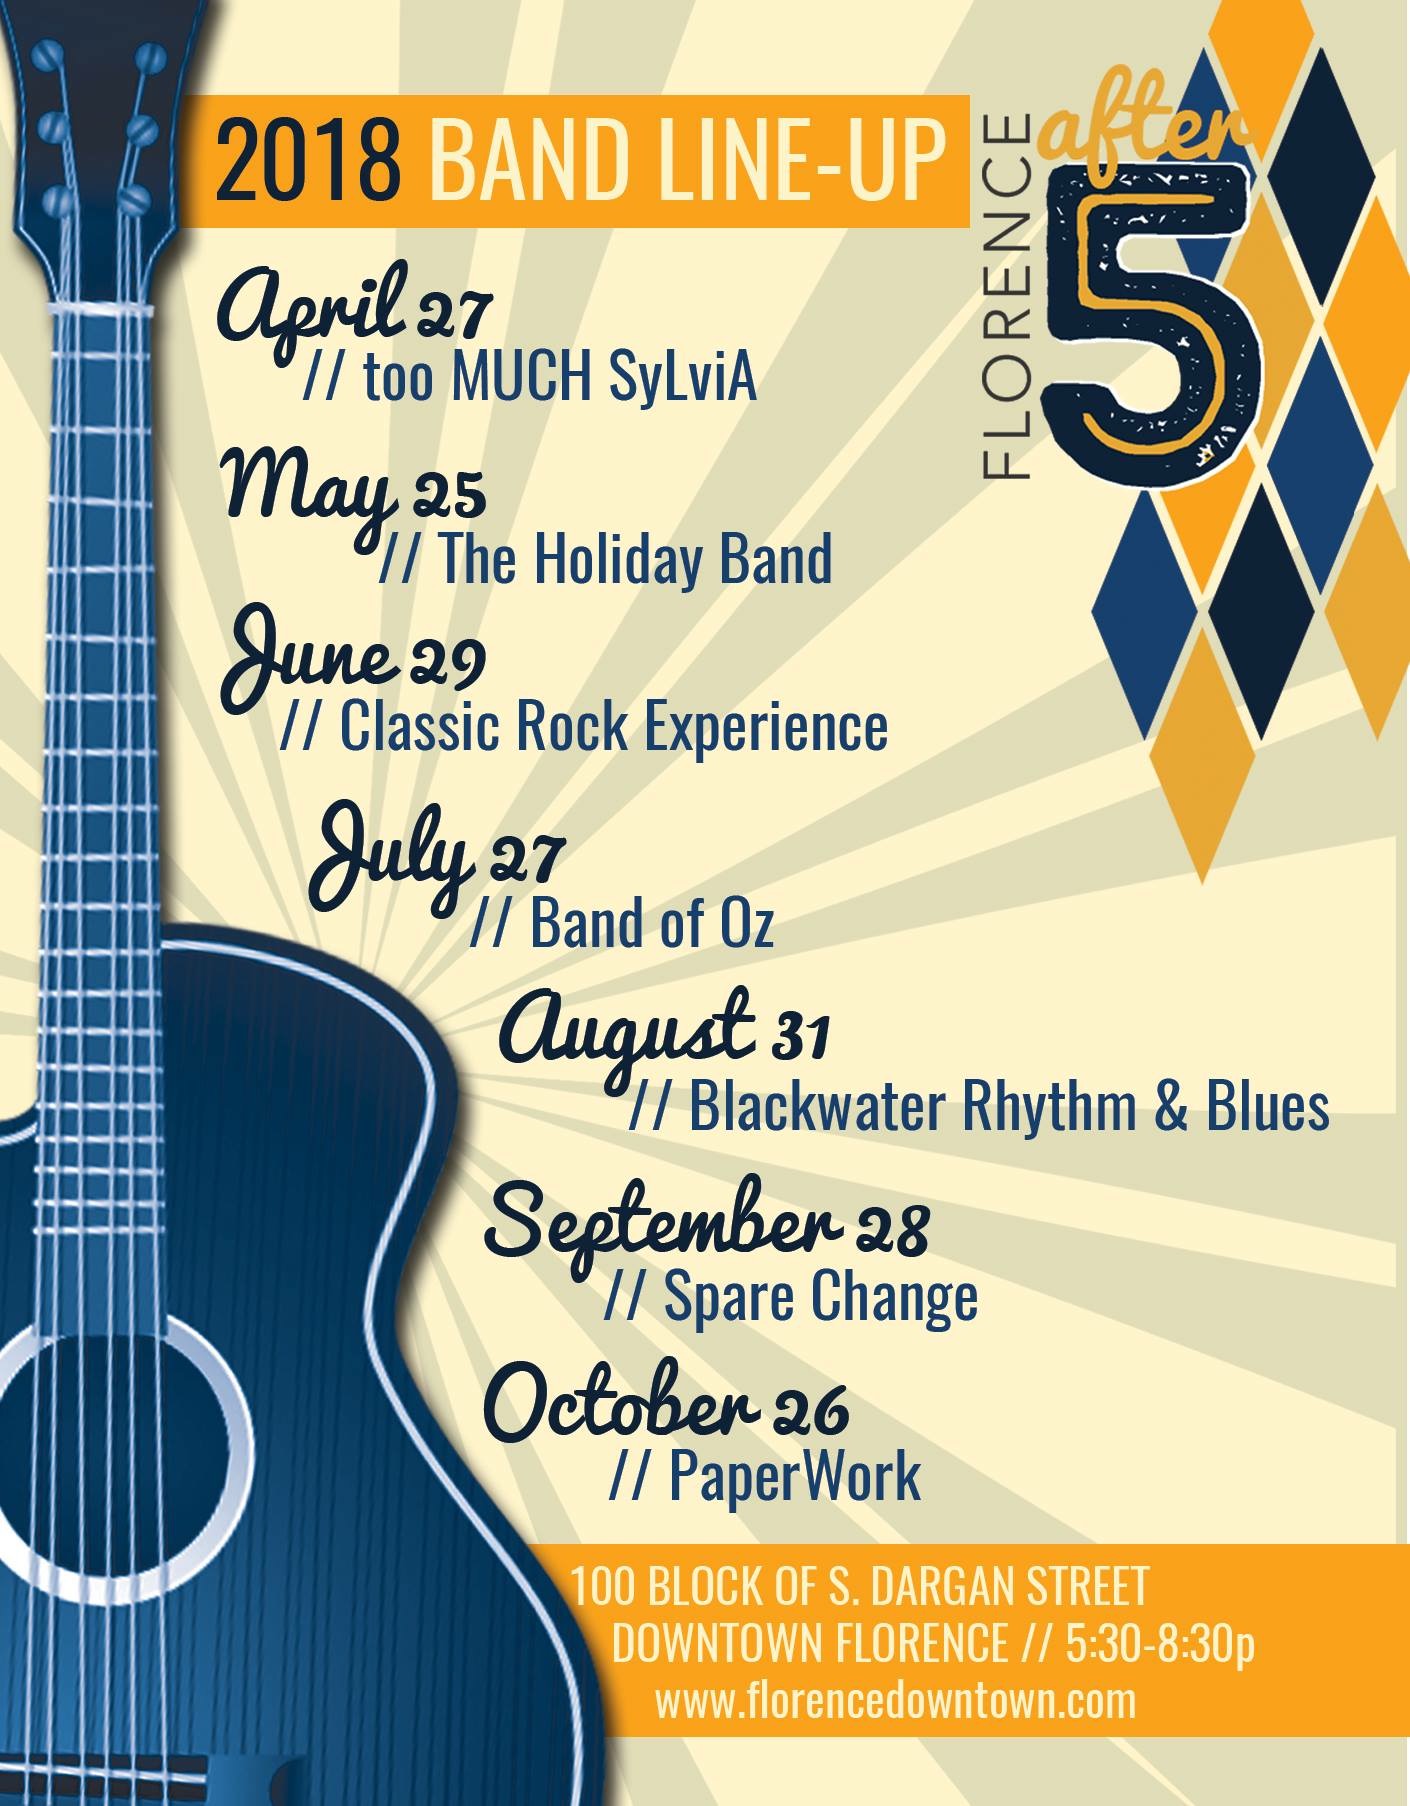 2018 BAND LINE-UP
FLORENCE
after
5
April 27
// too MUCH SyLviA
May 25
// The Holiday Band
June 29
// Classic Rock Experience
July 27
// Band of Oz
August 31
// Blackwater Rhythm & Blues
September 28
// Spare Change
October 26
// PaperWork
100 BLOCK OF S. DARGAN STREET
DOWNTOWN FLORENCE // 5:30-8:30p
www.florencedowntown.com